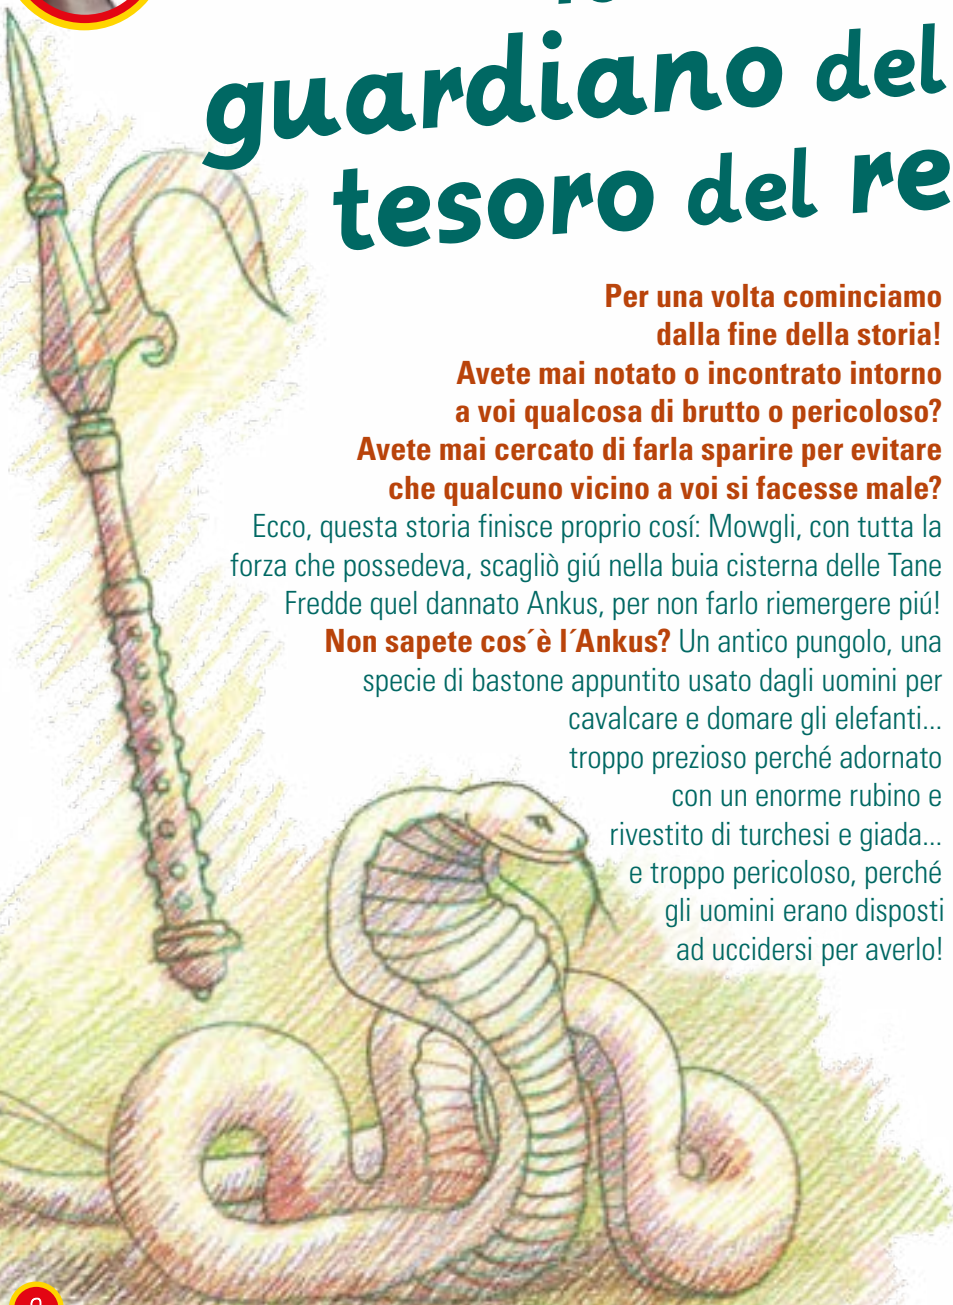 guardiano del
tesoro del re
Per una volta cominciamo
dalla fine della storia!
Avete mai notato o incontrato intorno
a voi qualcosa di brutto o pericoloso?
Avete mai cercato di farla sparire per evitare
che qualcuno vicino a voi si facesse male?
Ecco, questa storia finisce proprio cosí: Mowgli, con tutta la
forza che possedeva, scagliò giú nella buia cisterna delle Tane
Fredde quel dannato Ankus, per non farlo riemergere piú!
Non sapete cos´è l´Ankus? Un antico pungolo, una
specie di bastone appuntito usato dagli uomini per
cavalcare e domare gli elefanti...
troppo prezioso perché adornato
con un enorme rubino e
rivestito di turchesi e giada...
e troppo pericoloso, perché
gli uomini erano disposti
ad uccidersi per averlo!